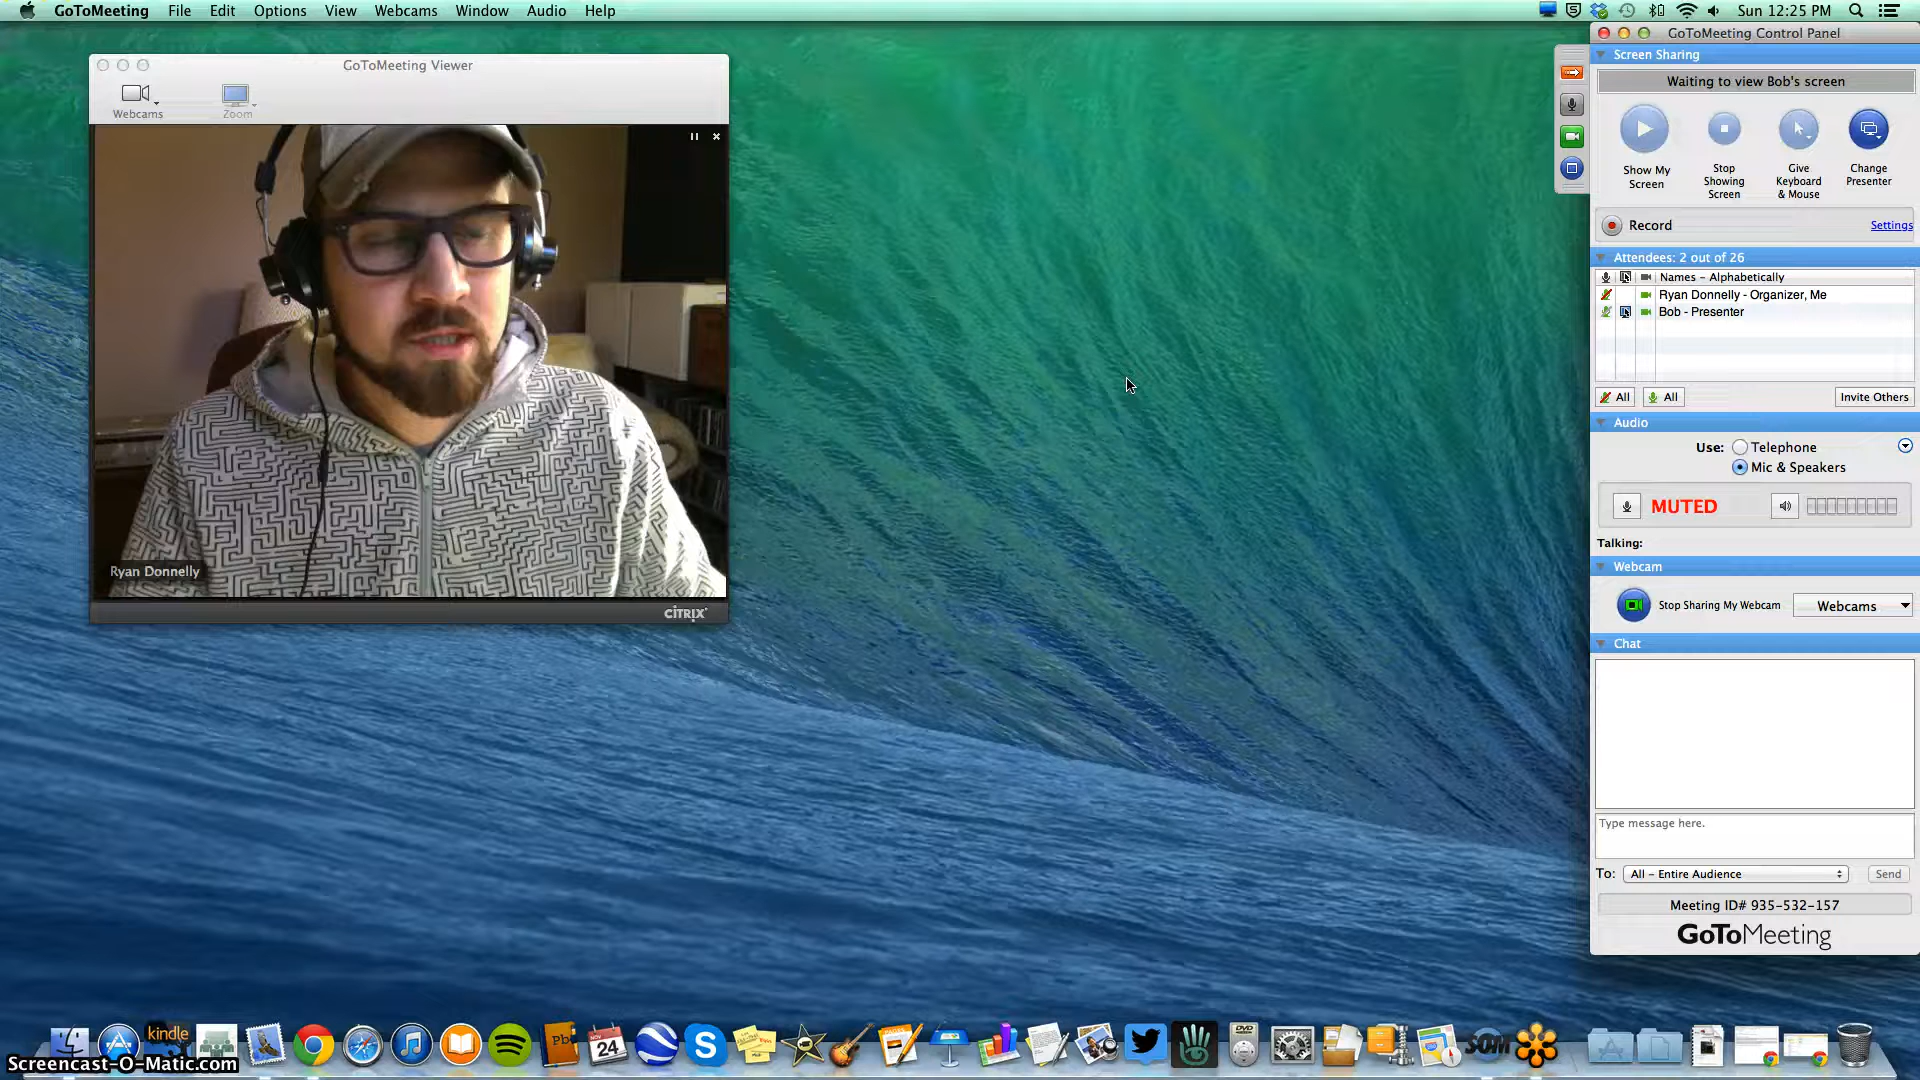 GoToMeeting File Edit Options View Webcams Window Audio Help
Sun 12:25 PM
GoToMeeting Viewer
Webcams
Zoom
Ryan Donnelly
CITRIX
GoToMeeting Control Panel
Screen Sharing
Waiting to view Bob's screen
Show My Screen
Stop Showing Screen
Give Keyboard & Mouse
Change Presenter
Record
Settings
Attendees: 2 out of 26
Names - Alphabetically
Ryan Donnelly - Organizer, Me
Bob - Presenter
All
All
Invite Others
Audio
Use: Telephone
Mic & Speakers
MUTED
Talking:
Webcam
Stop Sharing My Webcam
Webcams
Chat
Type message here.
To: All - Entire Audience
Send
Meeting ID# 935-532-157
GoToMeeting
kindle
Pb
NOV
24
SOM
Screencast-O-Matic.com